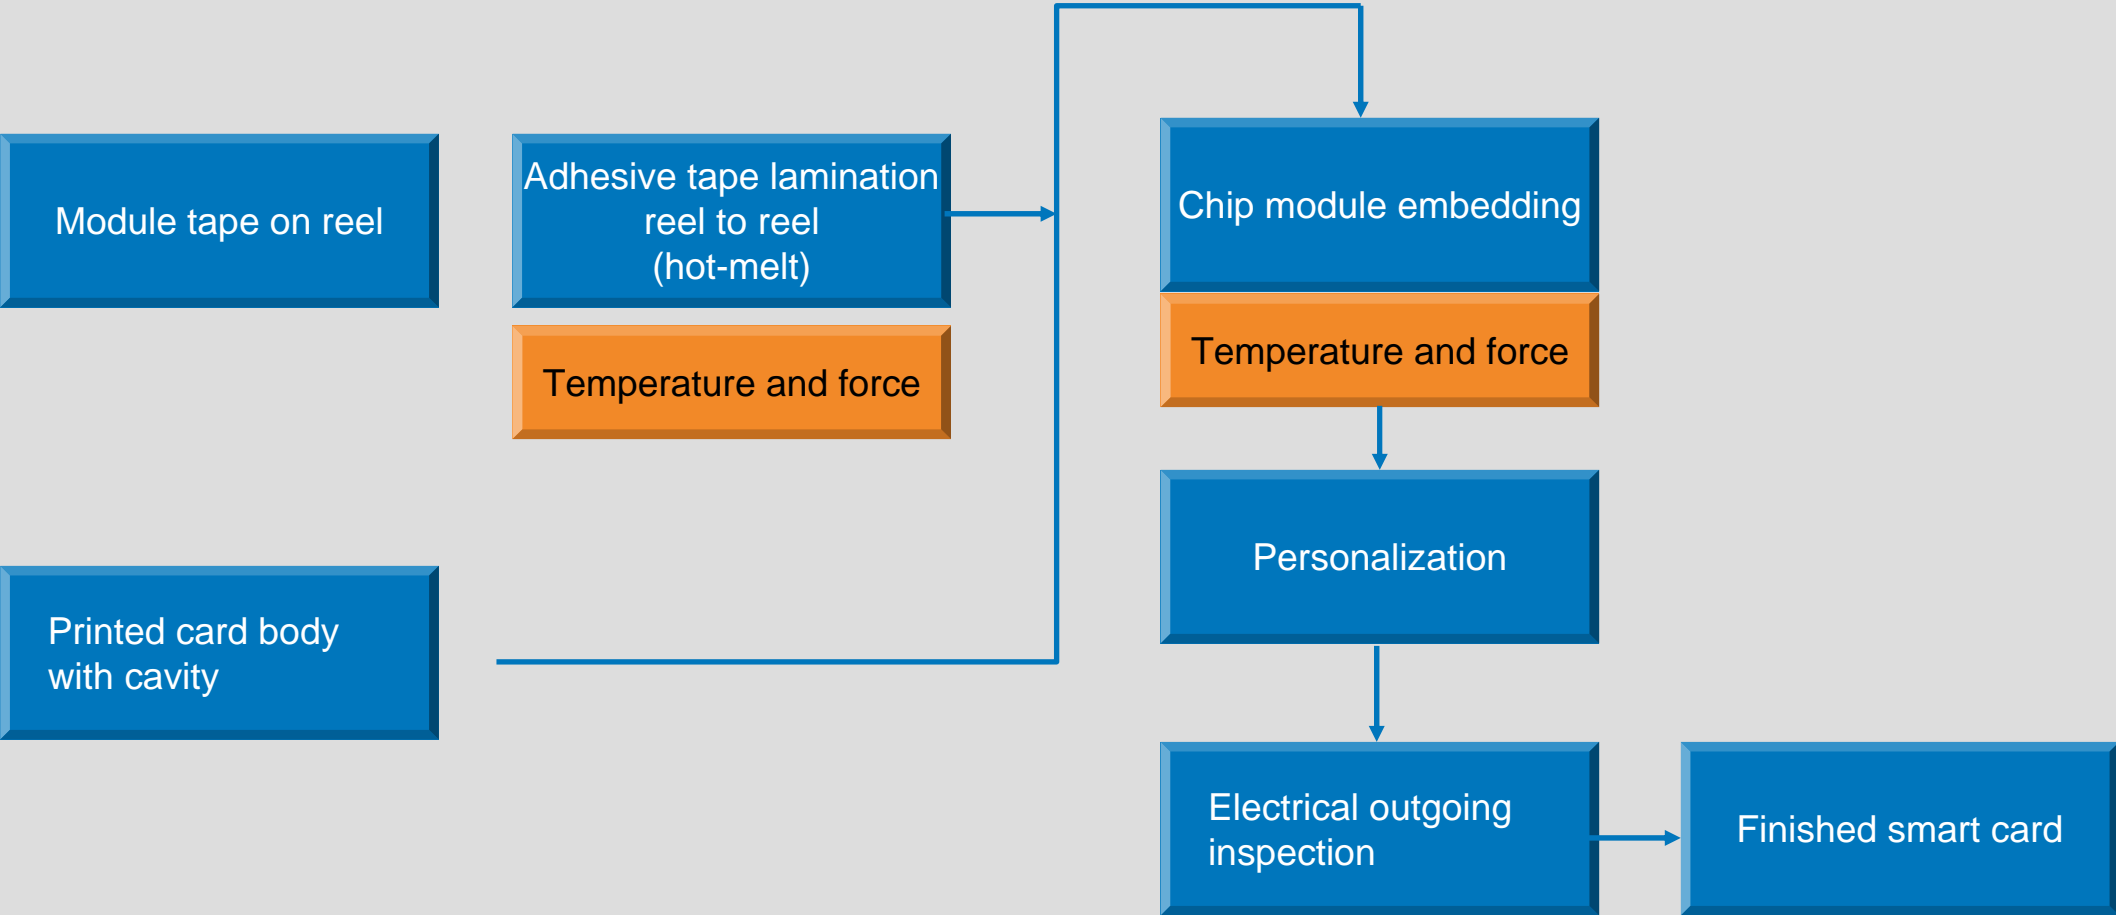 Module tape on reel
Adhesive tape lamination
reel to reel
(hot-melt)
Temperature and force
Printed card body
with cavity
Chip module embedding
Temperature and force
Personalization
Electrical outgoing
inspection
Finished smart card